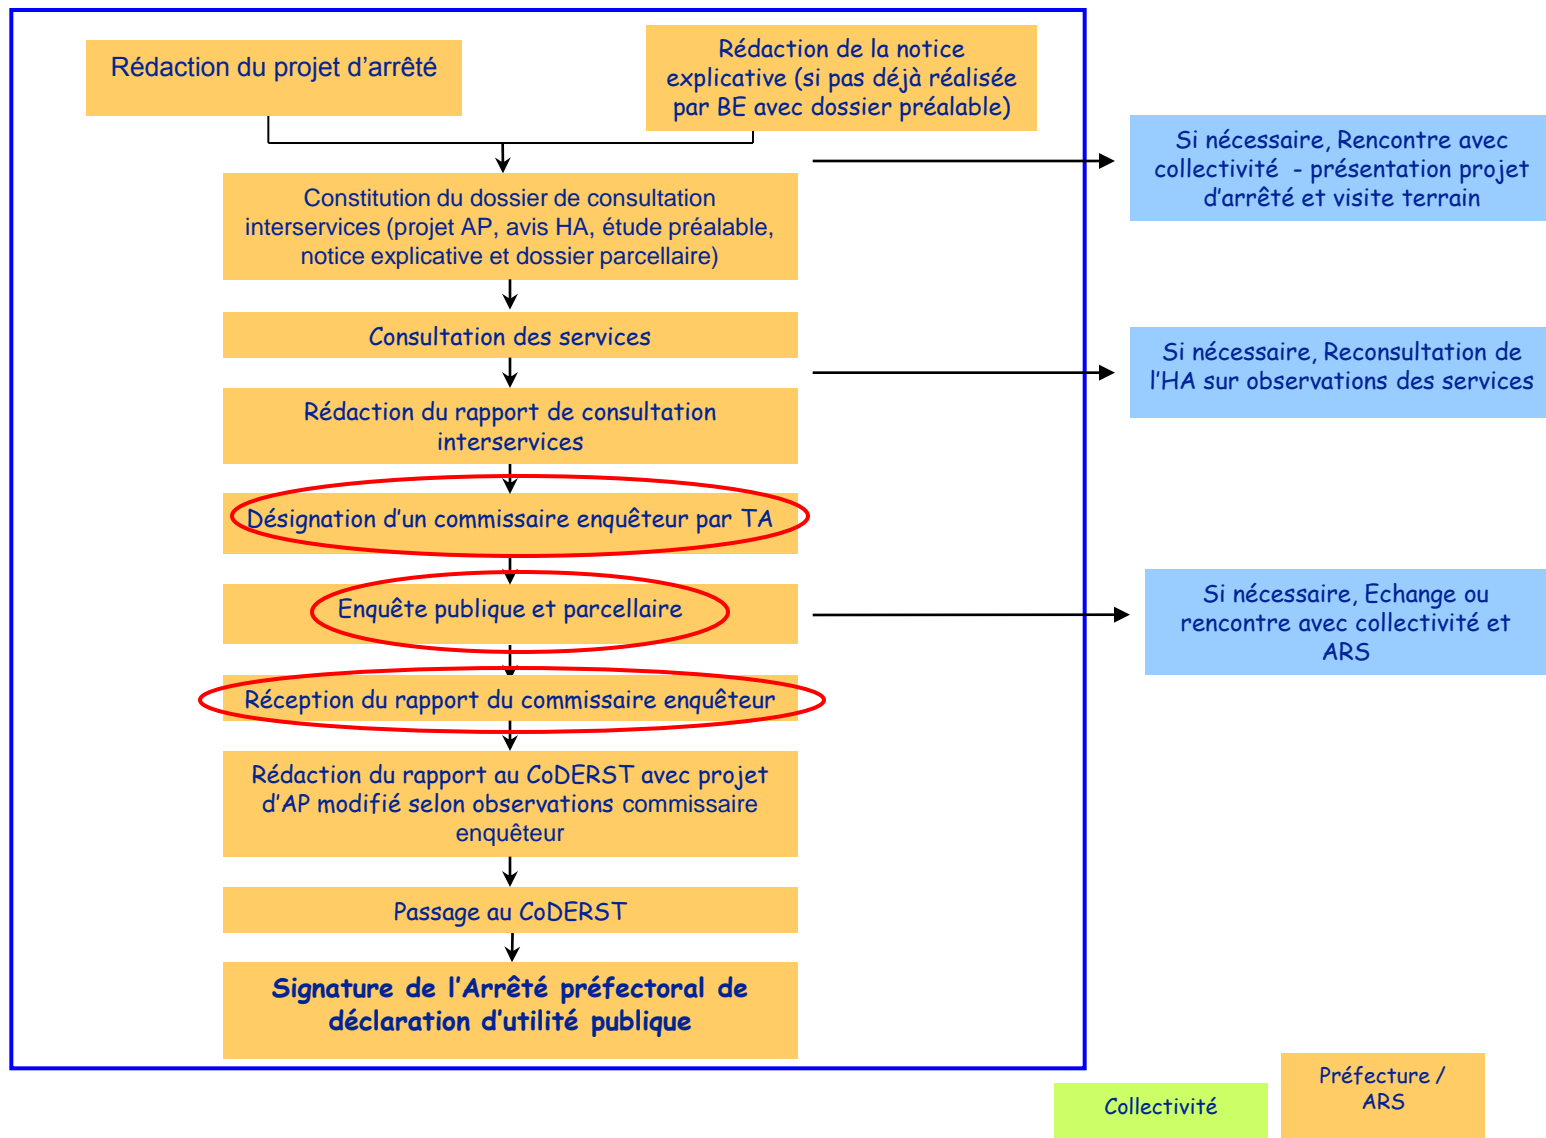 Rédaction du projet d'arrêté
Rédaction de la notice
explicative (si pas déjà réalisée
par BE avec dossier préalable)
Si nécessaire, Rencontre avec
collectivité - présentation projet
d'arrêté et visite terrain
Constitution du dossier de consultation
interservices (projet AP, avis HA, étude préalable,
notice explicative et dossier parcellaire)
Consultation des services
Si nécessaire, Reconsultation de
l'HA sur observations des services
Rédaction du rapport de consultation
interservices
Désignation d'un commissaire enquêteur par TA
Enquête publique et parcellaire
Si nécessaire, Echange ou
rencontre avec collectivité et
ARS
Réception du rapport du commissaire enquêteur
Rédaction du rapport au CoDERST avec projet
d'AP modifié selon observations commissaire
enquêteur
Passage au CoDERST
Signature de l'Arrêté préfectoral de
déclaration d'utilité publique
Collectivité
Préfecture /
ARS